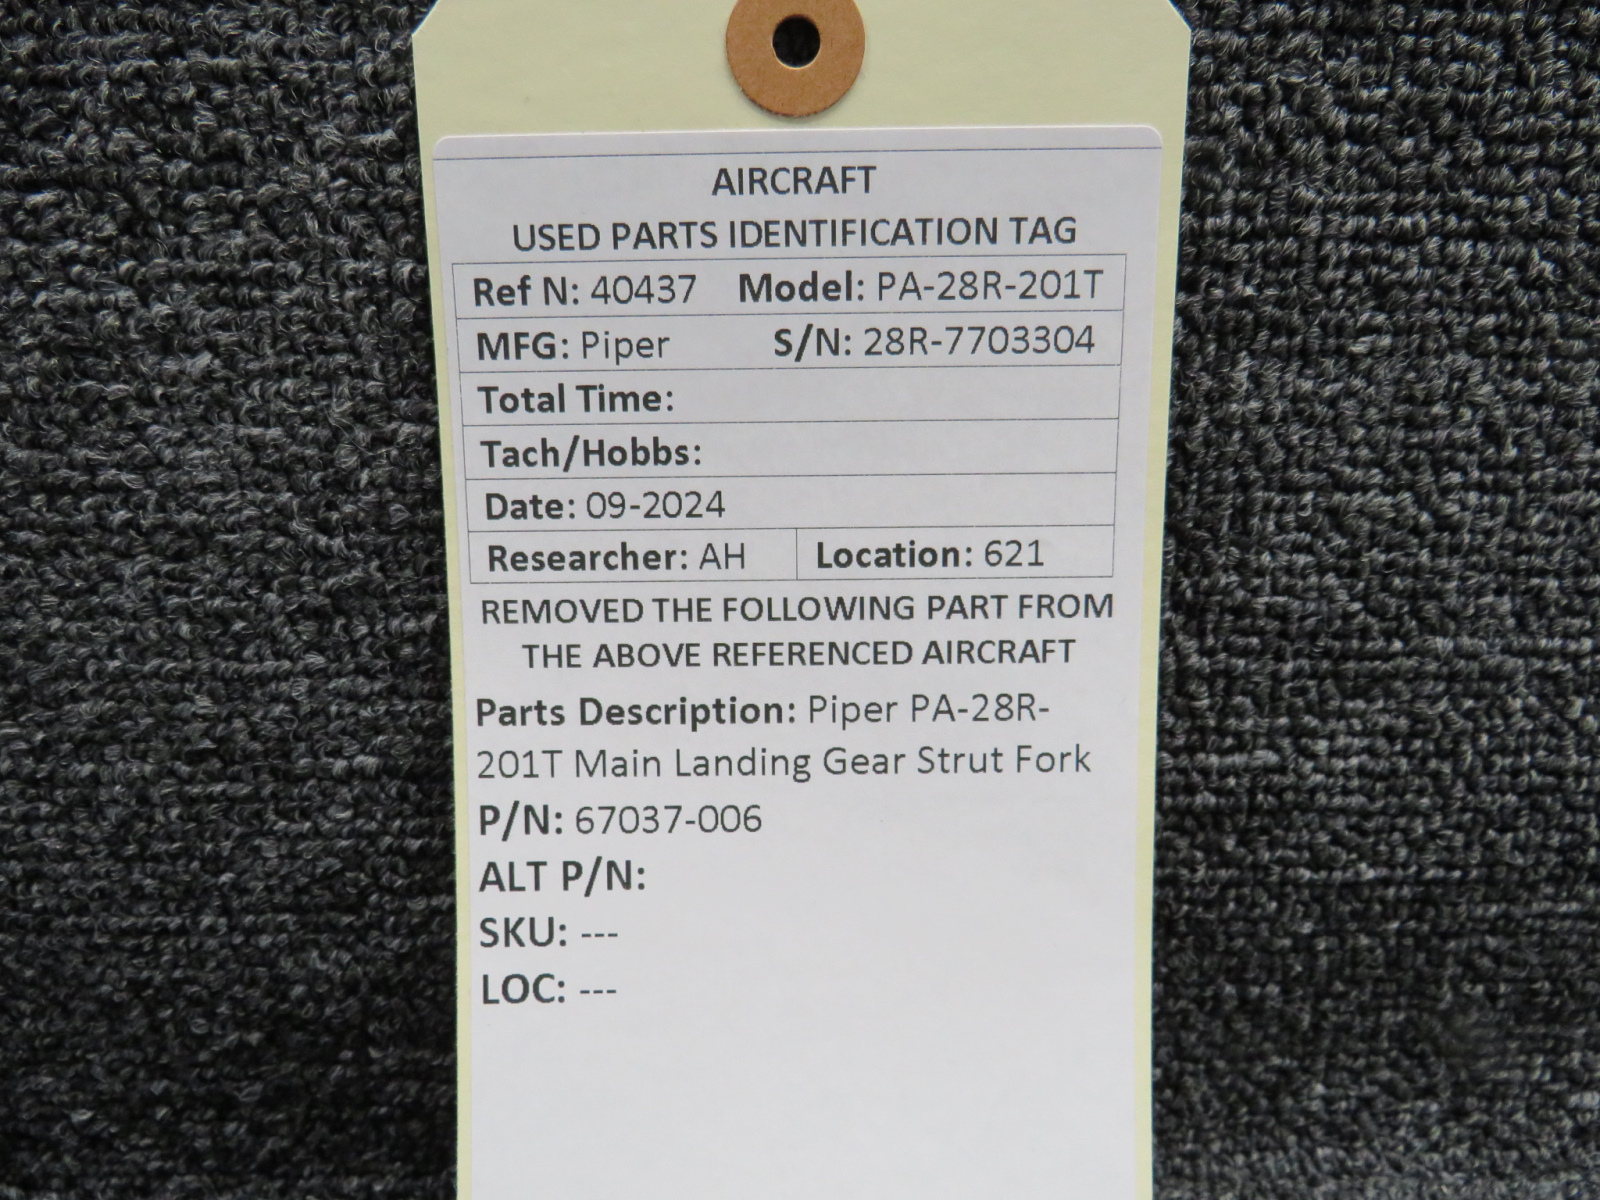 AIRCRAFT
USED PARTS IDENTIFICATION TAG
Ref N: 40437 Model: PA-28R-201T
MFG: Piper S/N: 28R-7703304
Total Time:
Tach/Hobbs:
Date: 09-2024
Researcher: AH Location: 621
REMOVED THE FOLLOWING PART FROM
THE ABOVE REFERENCED AIRCRAFT
Parts Description: Piper PA-28R-
201T Main Landing Gear Strut Fork
P/N: 67037-006
ALT P/N:
SKU: ---
LOC: ---